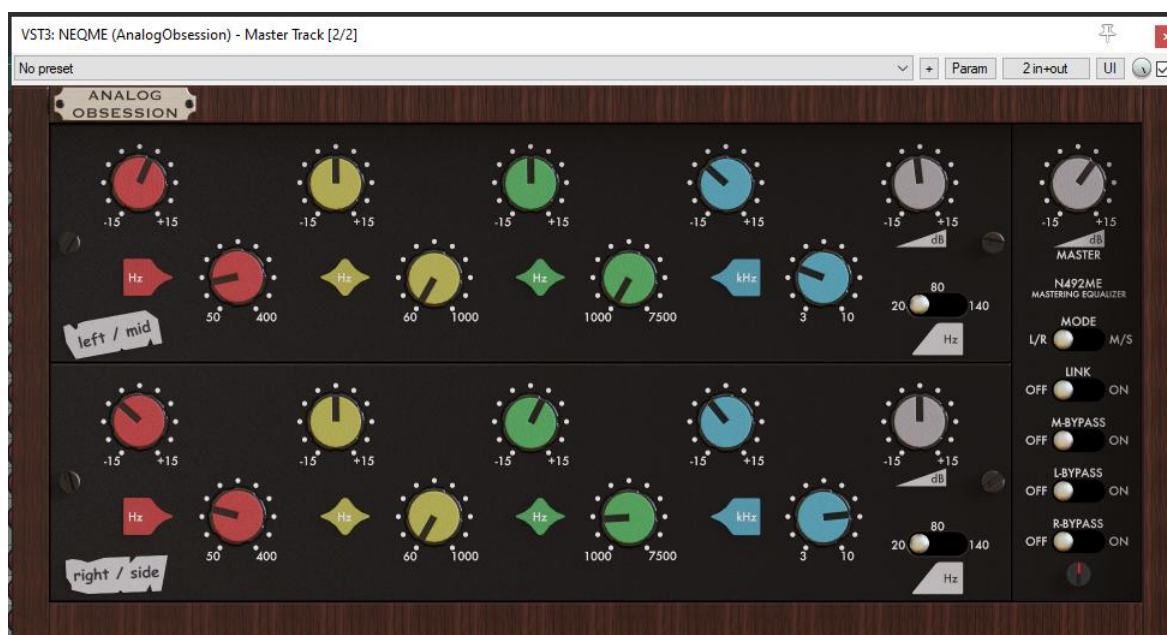 VST3: NEQME (AnalogObsession) - Master Track [2/2]
No preset
+ Param 2 in+out UI
ANALOG
OBSESSION
-15 +15 -15 +15 -15 +15 -15 +15 -15 +15 -15 +15
dB dB
MASTER
Hz Hz Hz kHz
N492ME
MASTERING EQUALIZER
50 400 60 1000 1000 7500 3 10
80
20 140
Hz
left / mid
MODE
L/R M/S
LINK
OFF ON
-15 +15 -15 +15 -15 +15 -15 +15 -15 +15
dB
M-BYPASS
OFF ON
L-BYPASS
OFF ON
Hz Hz Hz kHz
50 400 60 1000 1000 7500 3 10
80
20 140
Hz
R-BYPASS
OFF ON
right / side